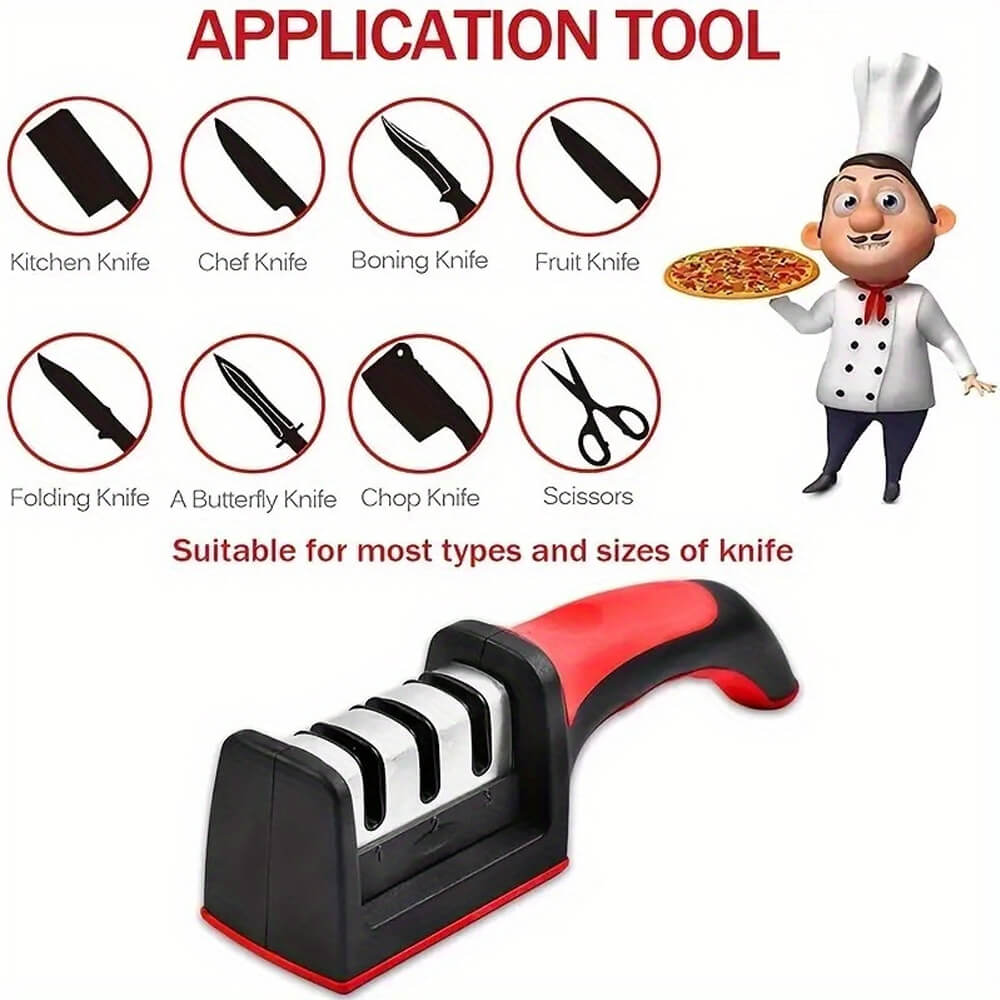 APPLICATION TOOL
Kitchen Knife
Chef Knife
Boning Knife
Fruit Knife
Folding Knife
A Butterfly Knife
Chop Knife
Scissors
Suitable for most types and sizes of knife